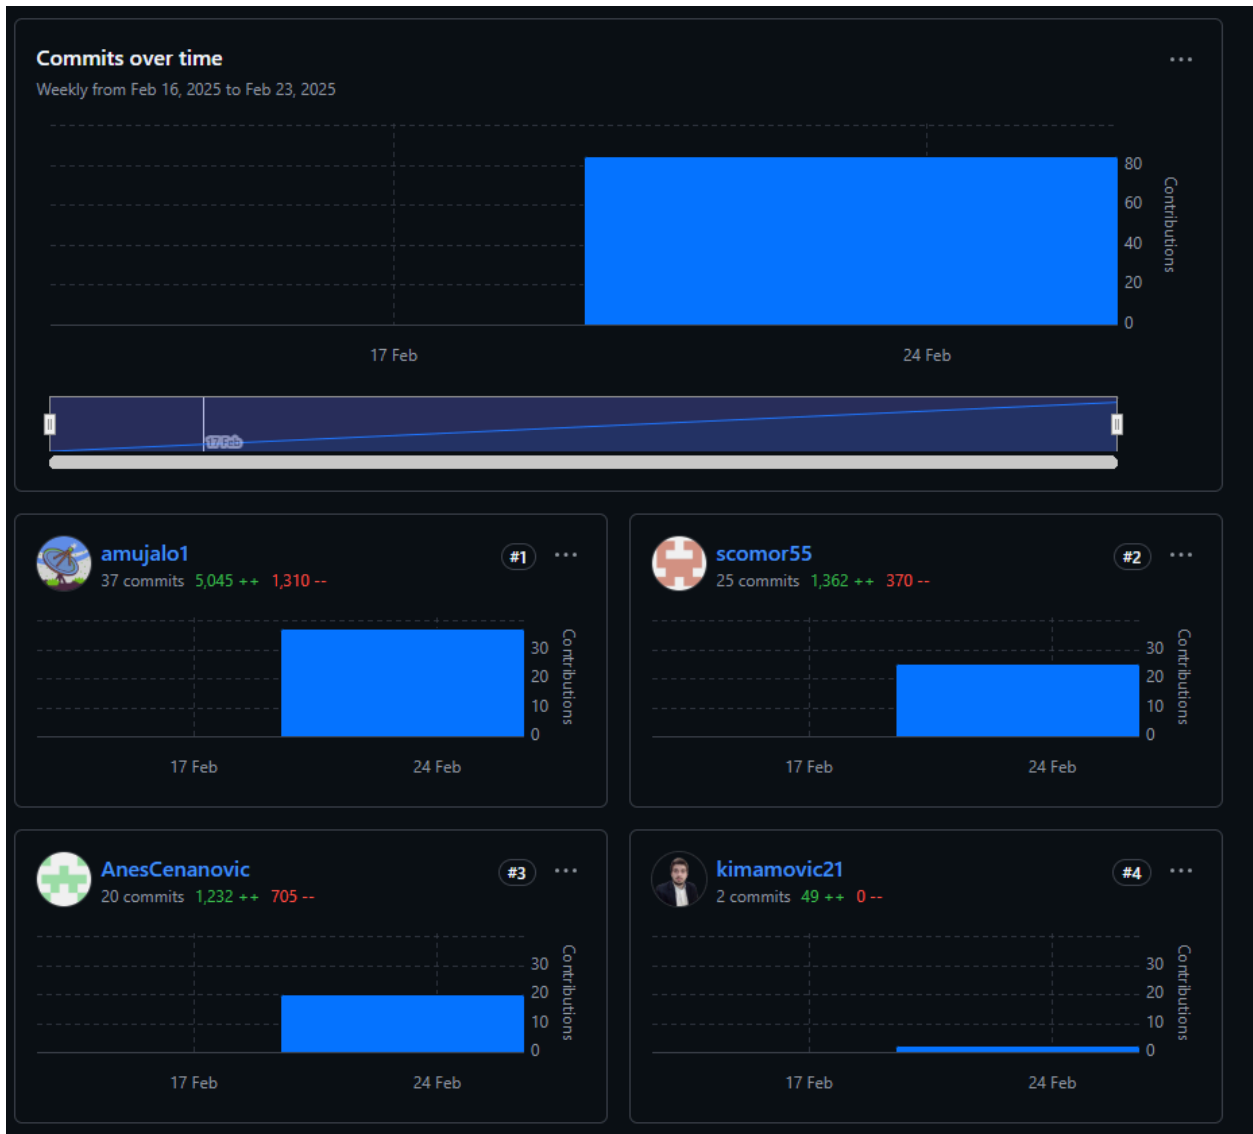 Commits over time
Weekly from Feb 16, 2025 to Feb 23, 2025
80
60
40
20
0
Contributions
17 Feb
24 Feb
17 Feb
amujalo1
#1
37 commits 5,045 ++ 1,310 --
30
20
10
0
Contributions
17 Feb
24 Feb
scomor55
#2
25 commits 1,362 ++ 370 --
30
20
10
0
Contributions
17 Feb
24 Feb
AnesCenanovic
#3
20 commits 1,232 ++ 705 --
30
20
10
0
Contributions
17 Feb
24 Feb
kimamovic21
#4
2 commits 49 ++ 0 --
30
20
10
0
Contributions
17 Feb
24 Feb